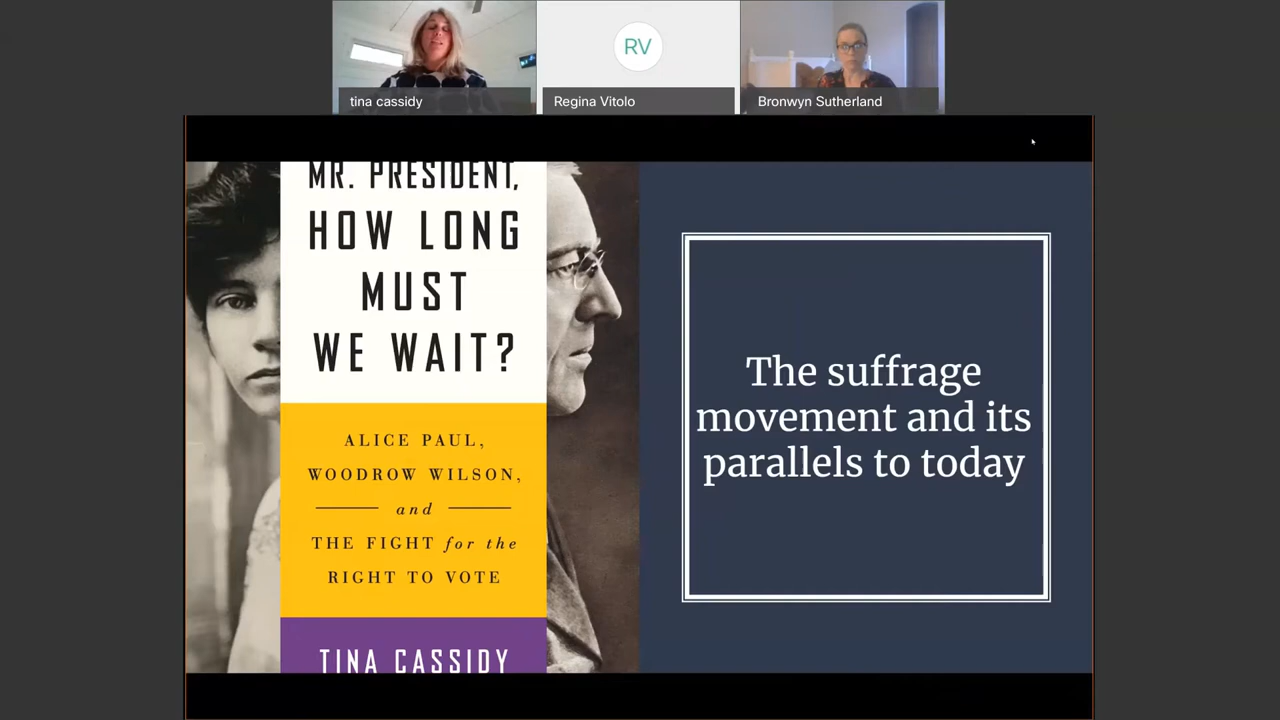 tina cassidy
RV
Regina Vitolo
Bronwyn Sutherland
MR. PRESIDENT,
HOW LONG
MUST
WE WAIT?
ALICE PAUL,
WOODROW WILSON,
and
THE FIGHT for the
RIGHT TO VOTE
TINA CASSIDY
The suffrage
movement and its
parallels to today